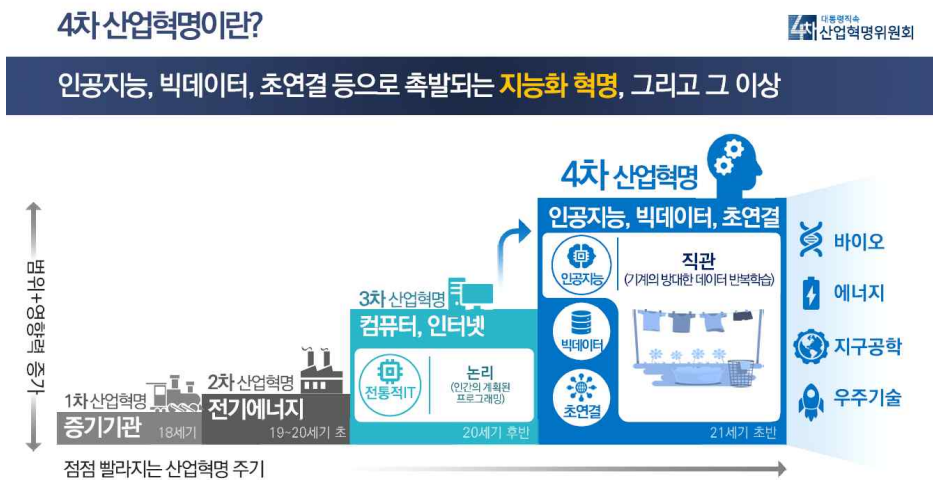 4차 산업혁명이란?
대통령직속
4차산업혁명위원회
인공지능, 빅데이터, 초연결 등으로 촉발되는 지능화 혁명, 그리고 그 이상
범위+영향력 증가
1차 산업혁명
증기기관
18세기
2차 산업혁명
전기에너지
19~20세기 초
3차 산업혁명
컴퓨터, 인터넷
전통적IT
논리
(인간의 계획된
프로그래밍)
20세기 후반
4차 산업혁명
인공지능, 빅데이터, 초연결
인공지능
빅데이터
초연결
직관
(기계의 방대한 데이터 반복학습)
21세기 초반
바이오
에너지
지구공학
우주기술
점점 빨라지는 산업혁명 주기